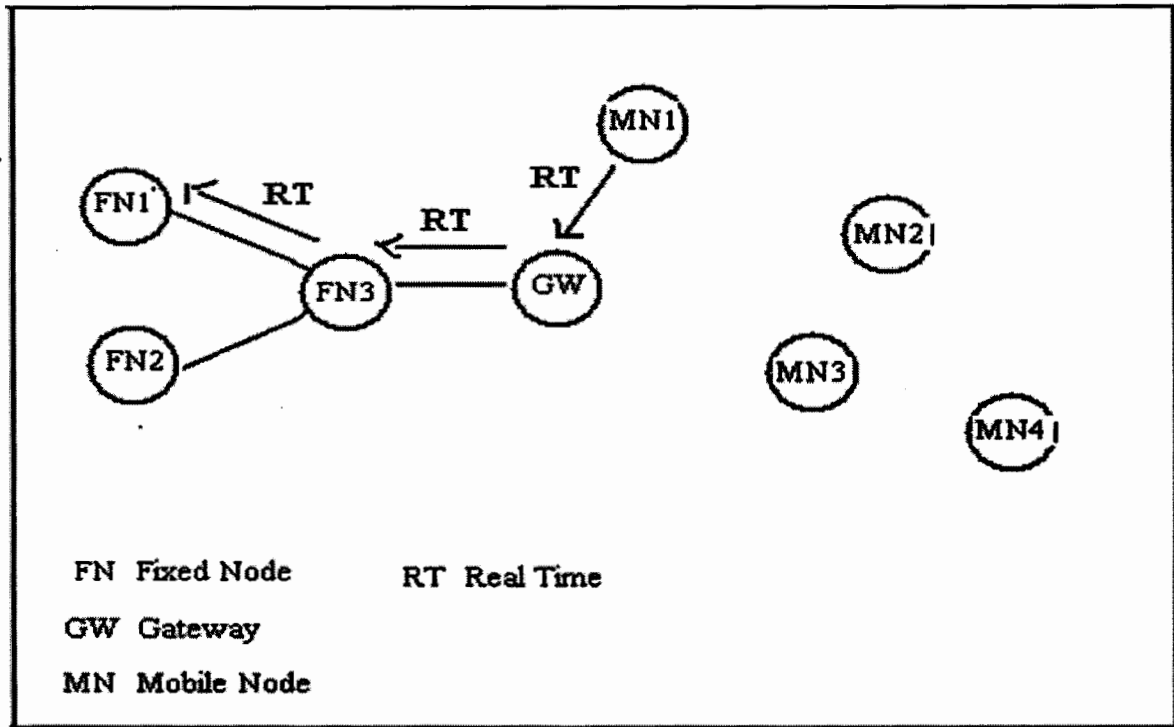 MN1
RT
FN1
RT
RT
MN2
FN3
GW
FN2
MN3
MN4
FN Fixed Node
RT Real Time
GW Gateway
MN Mobile Node